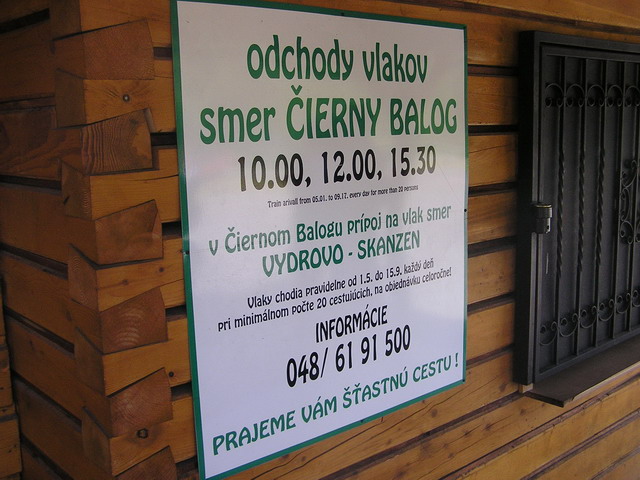 odchody vlakov
smer ČIERNY BALOG
10.00, 12.00, 15.30
Train arivall from 05.01. to 09.17. every day for more than 20 persons
v Čiernom Balogu prípoj na vlak smer
VYDROVO - SKANZEN
Vlaky chodia pravidelne od 1.5. do 15.9. každý deň
pri minimálnom počte 20 cestujúcich, na objednávku celoročne!
INFORMÁCIE
048/ 61 91 500
PRAJEME VÁM ŠŤASTNÚ CESTU !